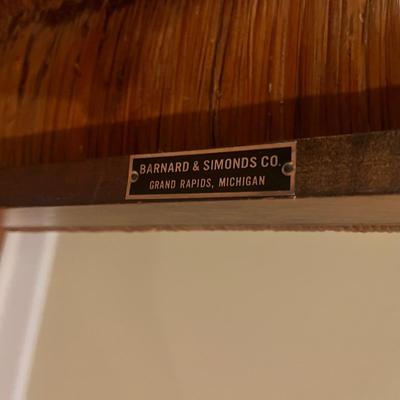 BARNARD & SIMONDS CO.
GRAND RAPIDS, MICHIGAN